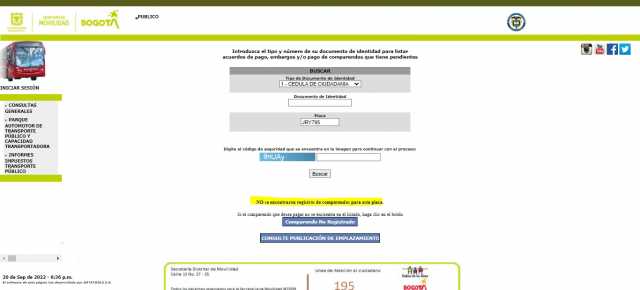 MOVILIDAD
BOGOTÁ
PUBLICO
Introduzca el tipo y número de su documento de identidad para listar
acuerdos de pago, embargos y/o pago de comparendos que tiene pendientes
BUSCAR
Tipo de Documento de Identidad
1 - CEDULA DE CIUDADANIA
Documento de Identidad
Placa
Digite el código de seguridad que se encuentra en la imagen para continuar con el proceso
Buscar
NO se encontraron registros de comparendos para esta placa.
Si el comparendo que desea pagar no se encuentra en el listado, haga clic en el botón
Comparendo No Registrado
CONSULTE PUBLICACIÓN DE EMPLAZAMIENTO
INICIAR SESIÓN
CONSULTAS
GENERALES
PARQUE
AUTOMOTOR DE
TRANSPORTE
PÚBLICO Y
CAPACIDAD
TRANSPORTADORA
INFORMES
IMPUESTOS
TRANSPORTE
PÚBLICO
20 de Sep de 2022 - 6:36 p.m.
Secretaría Distrital de Movilidad
Calle 13 No. 37 - 35
Línea de Atención al ciudadano
195
BOGOTÁ